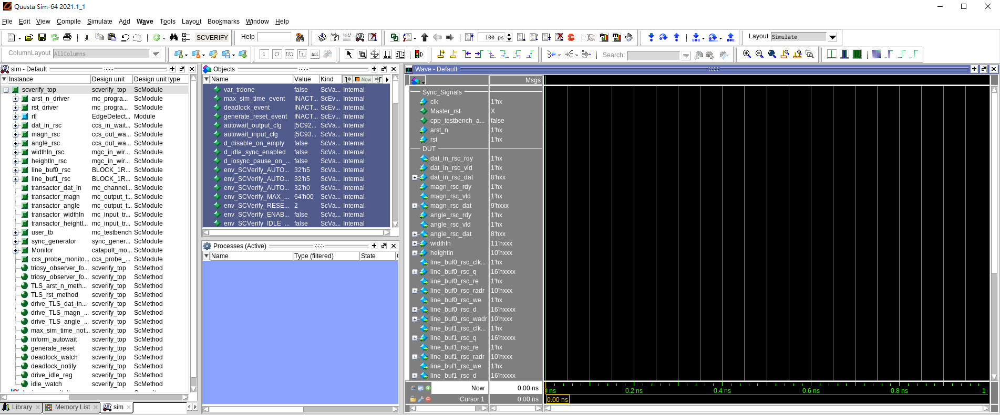 Questa Sim-64 2021.1_1
File Edit View Compile Simulate Add Wave Tools Layout Bookmarks Window Help
SCVERIFY Help 100 ps Layout Simulate
ColumnLayout AllColumns Search:
sim - Default
Instance Design unit Design unit type
scverify_top scverify_top ScModule
arst_n_driver mc_progra... ScModule
rst_driver mc_progra... ScModule
rtl EdgeDetect... Module
dat_in_rsc ccs_in_wait... ScModule
magn_rsc ccs_out_wa... ScModule
angle_rsc ccs_out_wa... ScModule
widthIn_rsc mgc_in_wir... ScModule
heightIn_rsc mgc_in_wir... ScModule
line_buf0_rsc BLOCK_1R... ScModule
line_buf1_rsc BLOCK_1R... ScModule
transactor_dat_in mc_channel... ScModule
transactor_magn mc_output_t... ScModule
transactor_angle mc_output_t... ScModule
transactor_widthIn mc_input_tr... ScModule
transactor_heightI... mc_input_tr... ScModule
user_tb mc_testbench ScModule
sync_generator sync_gener... ScModule
Monitor catapult_mo... ScModule
ccs_probe_monito... ccs_probe_... ScModule
triosy_observer_fo... scverify_top ScMethod
triosy_observer_fo... scverify_top ScMethod
TLS_arst_n_meth... scverify_top ScMethod
TLS_rst_method scverify_top ScMethod
drive_TLS_dat_in... scverify_top ScMethod
drive_TLS_magn_... scverify_top ScMethod
drive_TLS_angle_... scverify_top ScMethod
max_sim_time_not... scverify_top ScMethod
inform_autowait scverify_top ScMethod
generate_reset scverify_top ScMethod
deadlock_watch scverify_top ScMethod
deadlock_notify scverify_top ScMethod
drive_idle_reg scverify_top ScMethod
idle_watch scverify_top ScMethod
Library Memory List sim
Objects
Name Value Kind Now
var_trdone false ScVa... Internal
max_sim_time_event INACT... ScEv... Internal
deadlock_event INACT... ScEv... Internal
generate_reset_event INACT... ScEv... Internal
autowait_output_cfg [5C92... ScVa... Internal
autowait_input_cfg [5C93... ScVa... Internal
d_disable_on_empty false ScVa... Internal
d_idle_sync_enabled false ScVa... Internal
d_iosync_pause_on_... false ScVa... Internal
env_SCVerify_AUTO... 32'h5 ScVa... Internal
env_SCVerify_AUTO... 32'h5 ScVa... Internal
env_SCVerify_AUTO... 32'h0 ScVa... Internal
env_SCVerify_MAX_... 64'h00 ScVa... Internal
env_SCVerify_RESE... 2 ScVa... Internal
env_SCVerify_ENAB... false ScVa... Internal
env_SCVerify_IDLE_... false ScVa... Internal
Processes (Active)
Name Type (filtered) State
Wave - Default
Msgs
Sync_Signals
clk 1'hx
Master_rst X
cpp_testbench_a... false
arst_n 1'hx
rst 1'hx
DUT
dat_in_rsc_rdy 1'hx
dat_in_rsc_vld 1'hx
dat_in_rsc_dat 8'hxx
magn_rsc_rdy 1'hx
magn_rsc_vld 1'hx
magn_rsc_dat 9'hxxx
angle_rsc_rdy 1'hx
angle_rsc_vld 1'hx
angle_rsc_dat 8'hxx
widthIn 11'hxxx
heightIn 10'hxxx
line_buf0_rsc_clk... 1'hx
line_buf0_rsc_q 16'hxxxx
line_buf0_rsc_re 1'hx
line_buf0_rsc_radr 10'hxxx
line_buf0_rsc_we 1'hx
line_buf0_rsc_d 16'hxxxx
line_buf0_rsc_wadr 10'hxxx
line_buf1_rsc_clk... 1'hx
line_buf1_rsc_q 16'hxxxx
line_buf1_rsc_re 1'hx
line_buf1_rsc_radr 10'hxxx
line_buf1_rsc_we 1'hx
line_buf1_rsc_d 16'hxxxx
Now 0.00 ns ns 0.2 ns 0.4 ns 0.6 ns 0.8 ns 1
Cursor 1 0.00 ns 0.00 ns